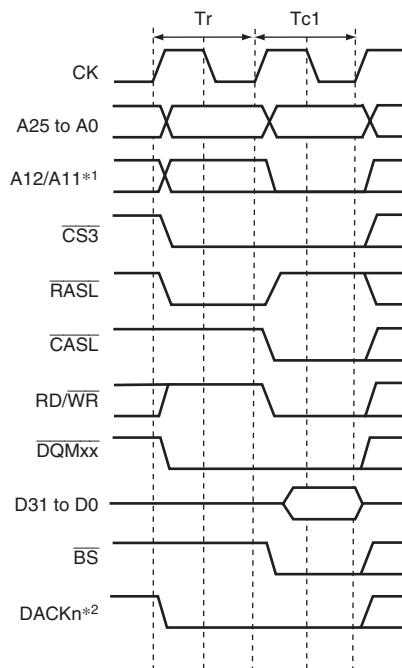 Tr Tc1
CK
A25 to A0
A12/A11*1
CS3
RASL
CASL
RD/WR
DQMxx
D31 to D0
BS
DACKn*2